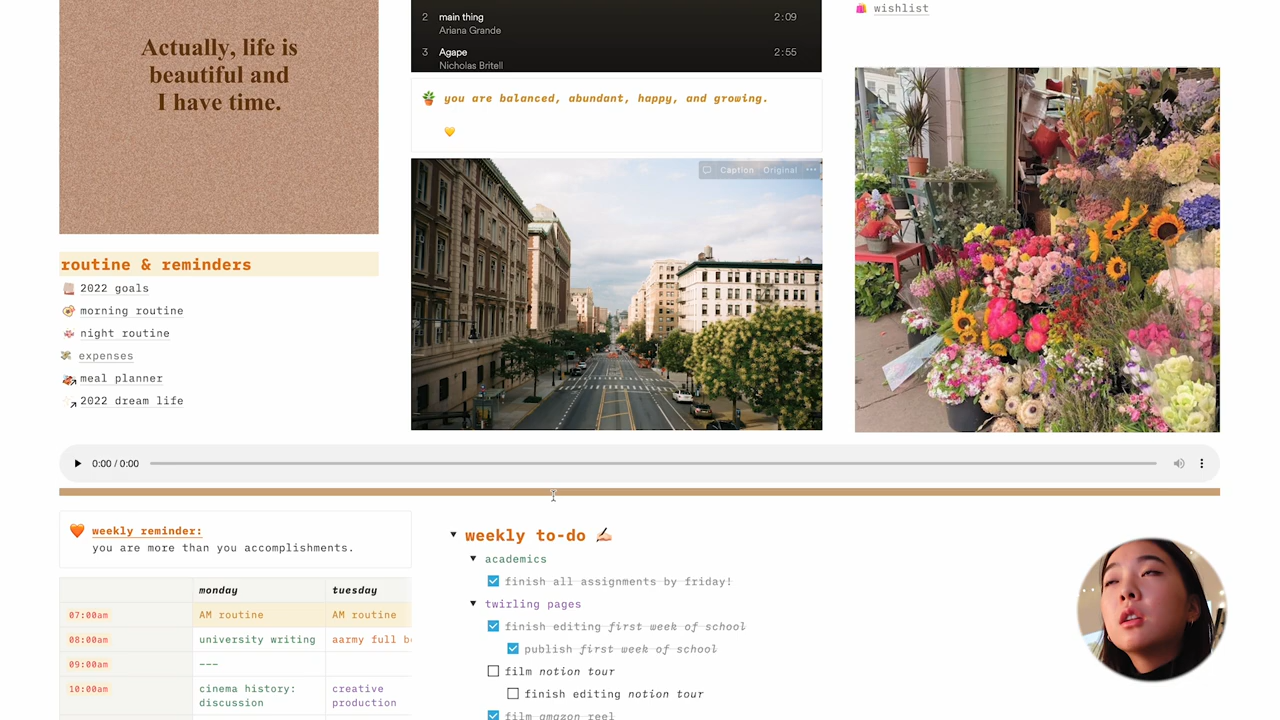 Actually, life is
beautiful and
I have time.
routine & reminders
2022 goals
morning routine
night routine
expenses
meal planner
2022 dream life
2 main thing 2:09
Ariana Grande
3 Agape 2:55
Nicholas Britell
you are balanced, abundant, happy, and growing.
Caption Original
wishlist
0:00 / 0:00
weekly reminder:
you are more than you accomplishments.
monday tuesday
07:00am AM routine AM routine
08:00am university writing aarmy full b
09:00am ---
10:00am cinema history: creative
discussion production
weekly to-do
academics
finish all assignments by friday!
twirling pages
finish editing first week of school
publish first week of school
film notion tour
finish editing notion tour
film amazon reel